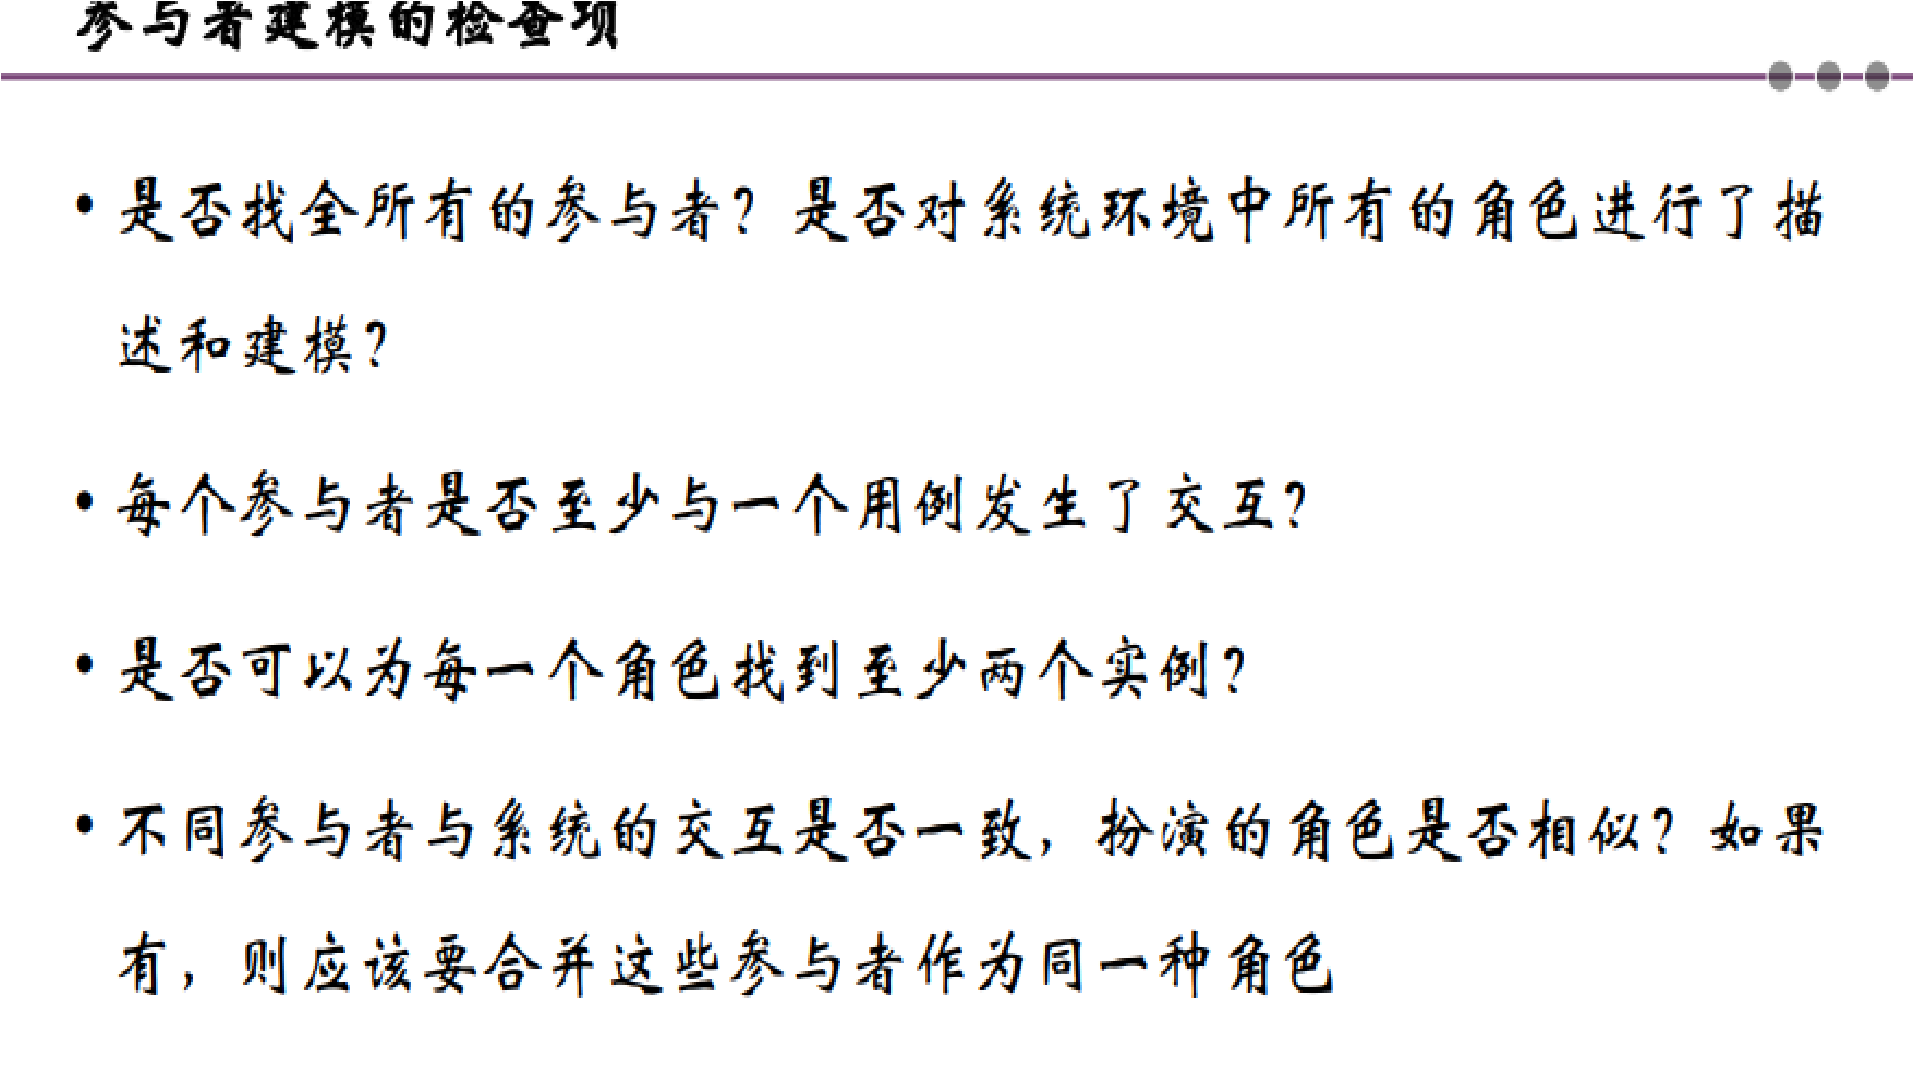 参与者建模的检查项
• 是否找全所有的参与者？是否对系统环境中所有的角色进行了描
述和建模？
• 每个参与者是否至少与一个用例发生了交互？
• 是否可以为每一个角色找到至少两个实例？
• 不同参与者与系统的交互是否一致，扮演的角色是否相似？如果
有，则应该要合并这些参与者作为同一种角色